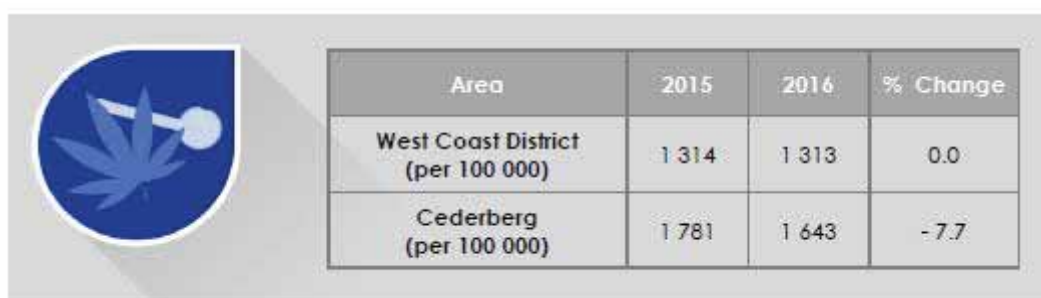 Area 2015 2016 % Change
West Coast District
(per 100 000) 1 314 1 313 0.0
Cederberg
(per 100 000) 1 781 1 643 - 7.7